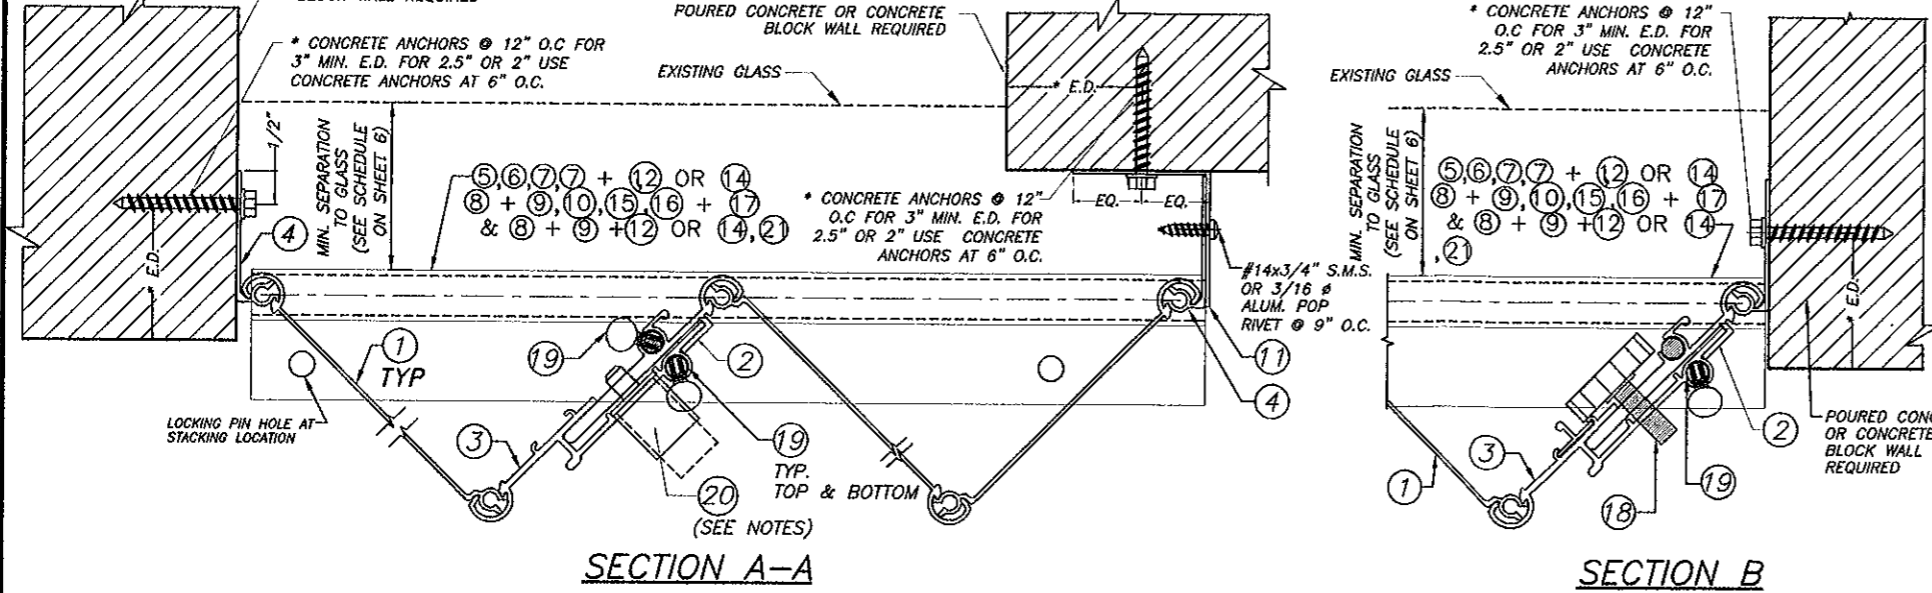 * CONCRETE ANCHORS @ 12" O.C FOR
3" MIN. E.D. FOR 2.5" OR 2" USE
CONCRETE ANCHORS AT 6" O.C.
1/2"
E.D.
4
MIN. SEPARATION
TO GLASS
(SEE SCHEDULE
ON SHEET 6)
POURED CONCRETE OR CONCRETE
BLOCK WALL REQUIRED
EXISTING GLASS
5,6,7,7 + 12 OR 14
8 + 9,10,15,16 + 17
& 8 + 9 +12 OR 14,21
* E.D.
* CONCRETE ANCHORS @ 12"
O.C FOR 3" MIN. E.D. FOR
2.5" OR 2" USE CONCRETE
ANCHORS AT 6" O.C.
EQ. EQ.
#14x3/4" S.M.S.
OR 3/16 ø
ALUM. POP
RIVET @ 9" O.C.
11
4
1
TYP
19
2
LOCKING PIN HOLE AT
STACKING LOCATION
3
19
TYP.
TOP & BOTTOM
20
(SEE NOTES)
SECTION A-A
* CONCRETE ANCHORS @ 12"
O.C FOR 3" MIN. E.D. FOR
2.5" OR 2" USE CONCRETE
ANCHORS AT 6" O.C.
EXISTING GLASS
MIN. SEPARATION
TO GLASS
(SEE SCHEDULE
ON SHEET 6)
5,6,7,7 + 12 OR 14
8 + 9,10,15,16 + 17
& 8 + 9 +12 OR 14
,21
E.D.
2
POURED CONC
OR CONCRETE
BLOCK WALL
REQUIRED
3
1
18
19
SECTION B